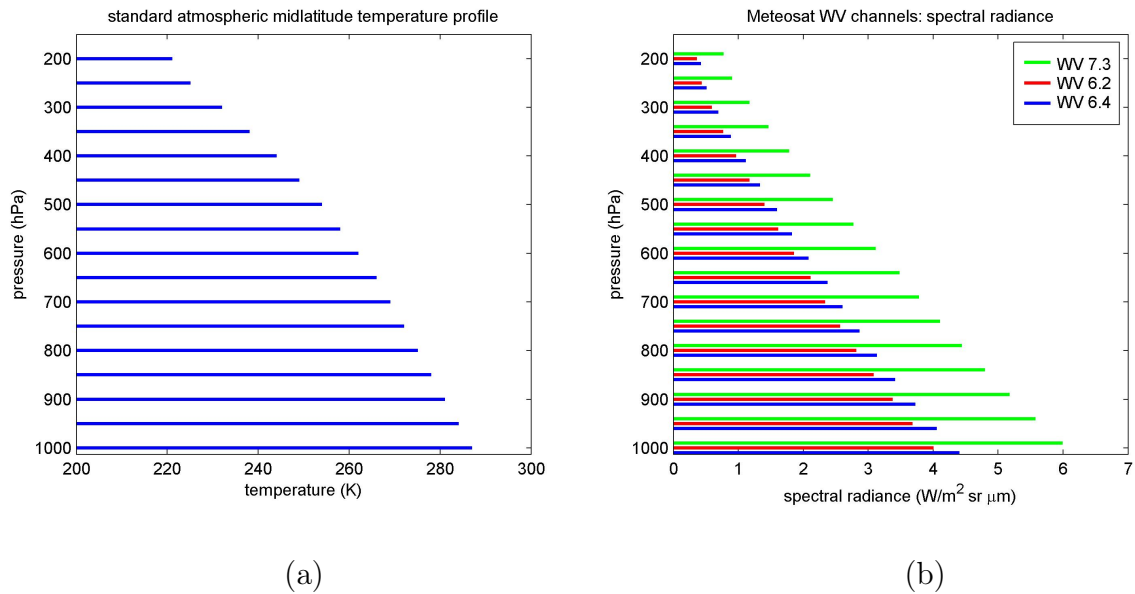 standard atmospheric midlatitude temperature profile
pressure (hPa)
200
300
400
500
600
700
800
900
1000
200 220 240 260 280 300
temperature (K)
(a)
Meteosat WV channels: spectral radiance
WV 7.3
WV 6.2
WV 6.4
pressure (hPa)
200
300
400
500
600
700
800
900
1000
0 1 2 3 4 5 6 7
spectral radiance (W/m² sr μm)
(b)